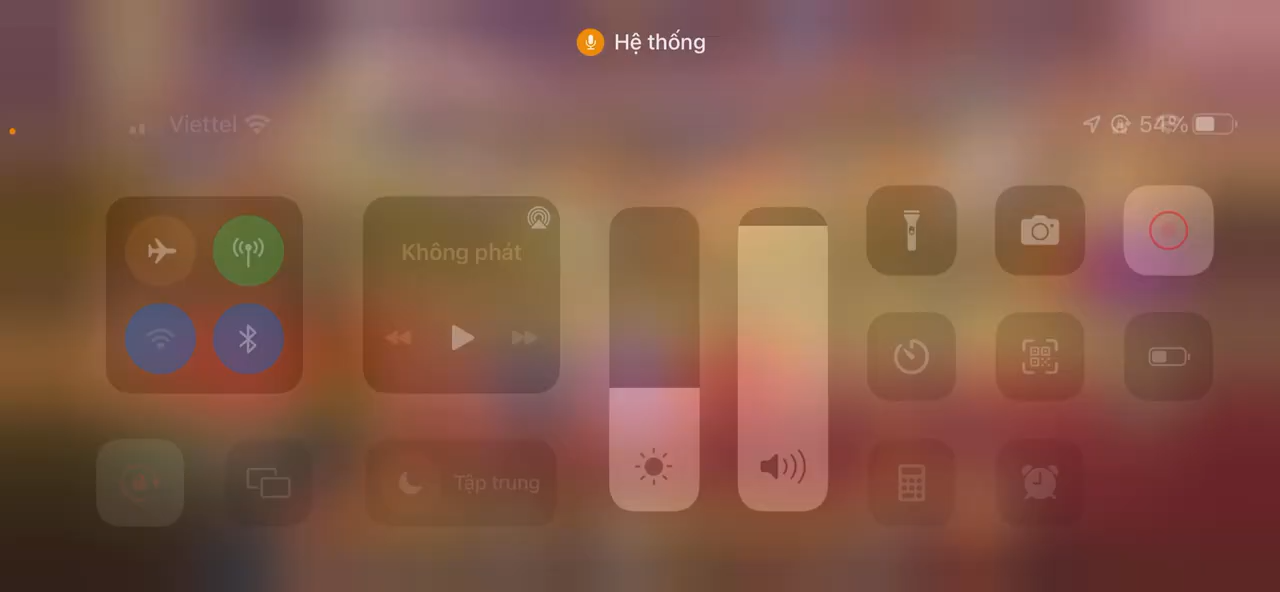 Hệ thống
Viettel
54%
Không phát
Tập trung